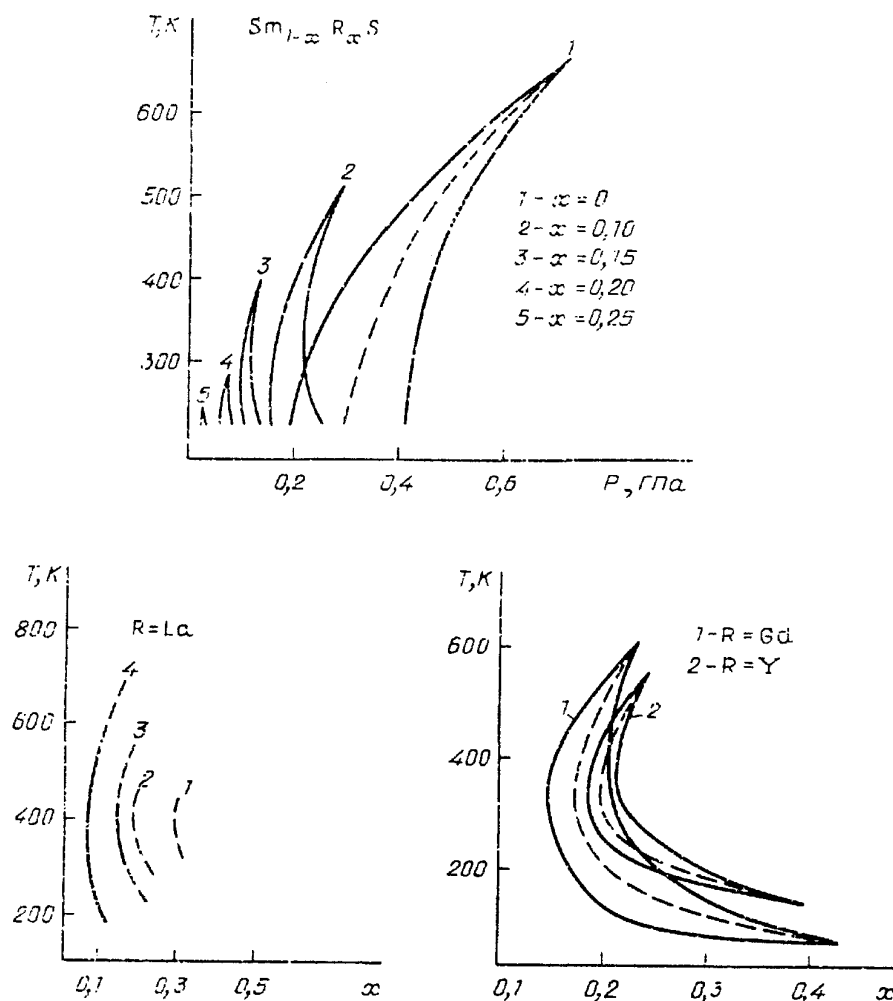 T,K Sm₁₋ₓ RₓS
1
600
2
500
1 - x = 0
2 - x = 0,10
3 - x = 0,15
4 - x = 0,20
5 - x = 0,25
3
400
4
300
5
0,2 0,4 0,6 P, ГПа
T, K
800
R = La
4
600
3
2
1
400
200
0,1 0,3 0,5 x
T, K
1 - R = Gd
2 - R = Y
600
1
2
400
200
0,1 0,2 0,3 0,4 x